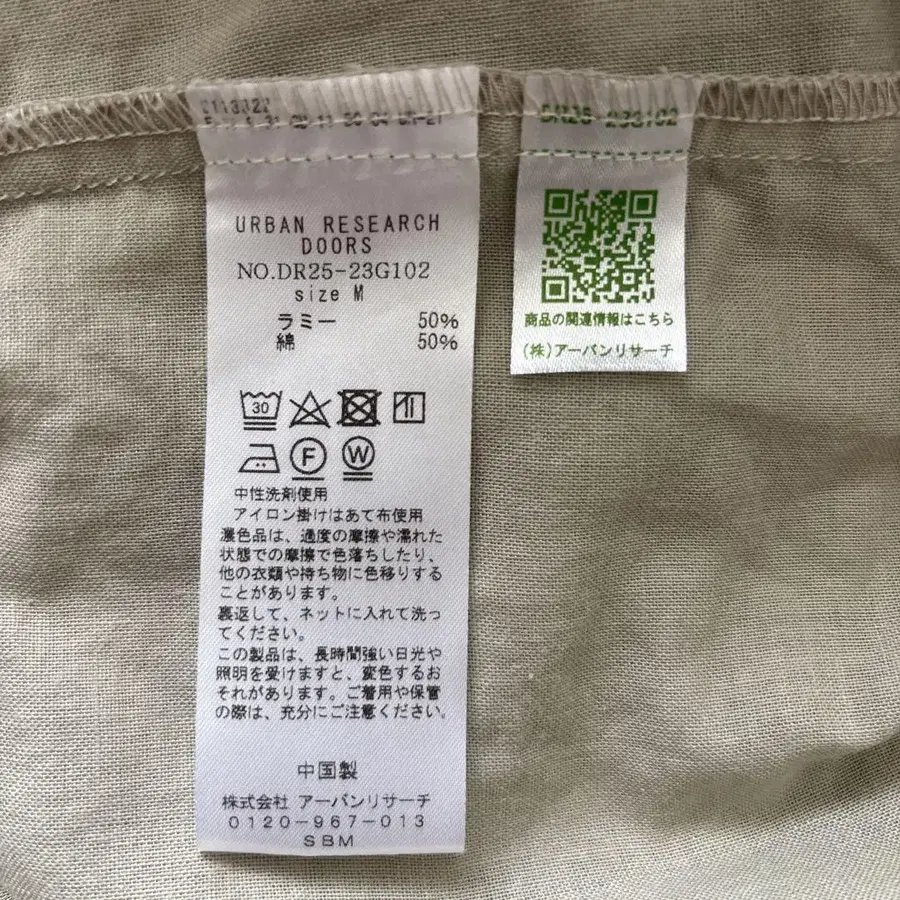 URBAN RESEARCH
DOORS
NO.DR25-23G102
size M
ラミー 50%
綿 50%
30
F
W
中性洗剤使用
アイロン掛けはあて布使用
濃色品は、過度の摩擦や濡れた
状態での摩擦で色落ちしたり、
他の衣類や持ち物に色移りする
ことがあります。
裏返して、ネットに入れて洗っ
てください。
この製品は、長時間強い日光や
照明を受けますと、変色するお
それがあります。ご着用や保管
の際は、充分にご注意ください。
中国製
株式会社 アーバンリサーチ
0120-967-013
SBM
DR25-23G102
商品の関連情報はこちら
(株)アーバンリサーチ